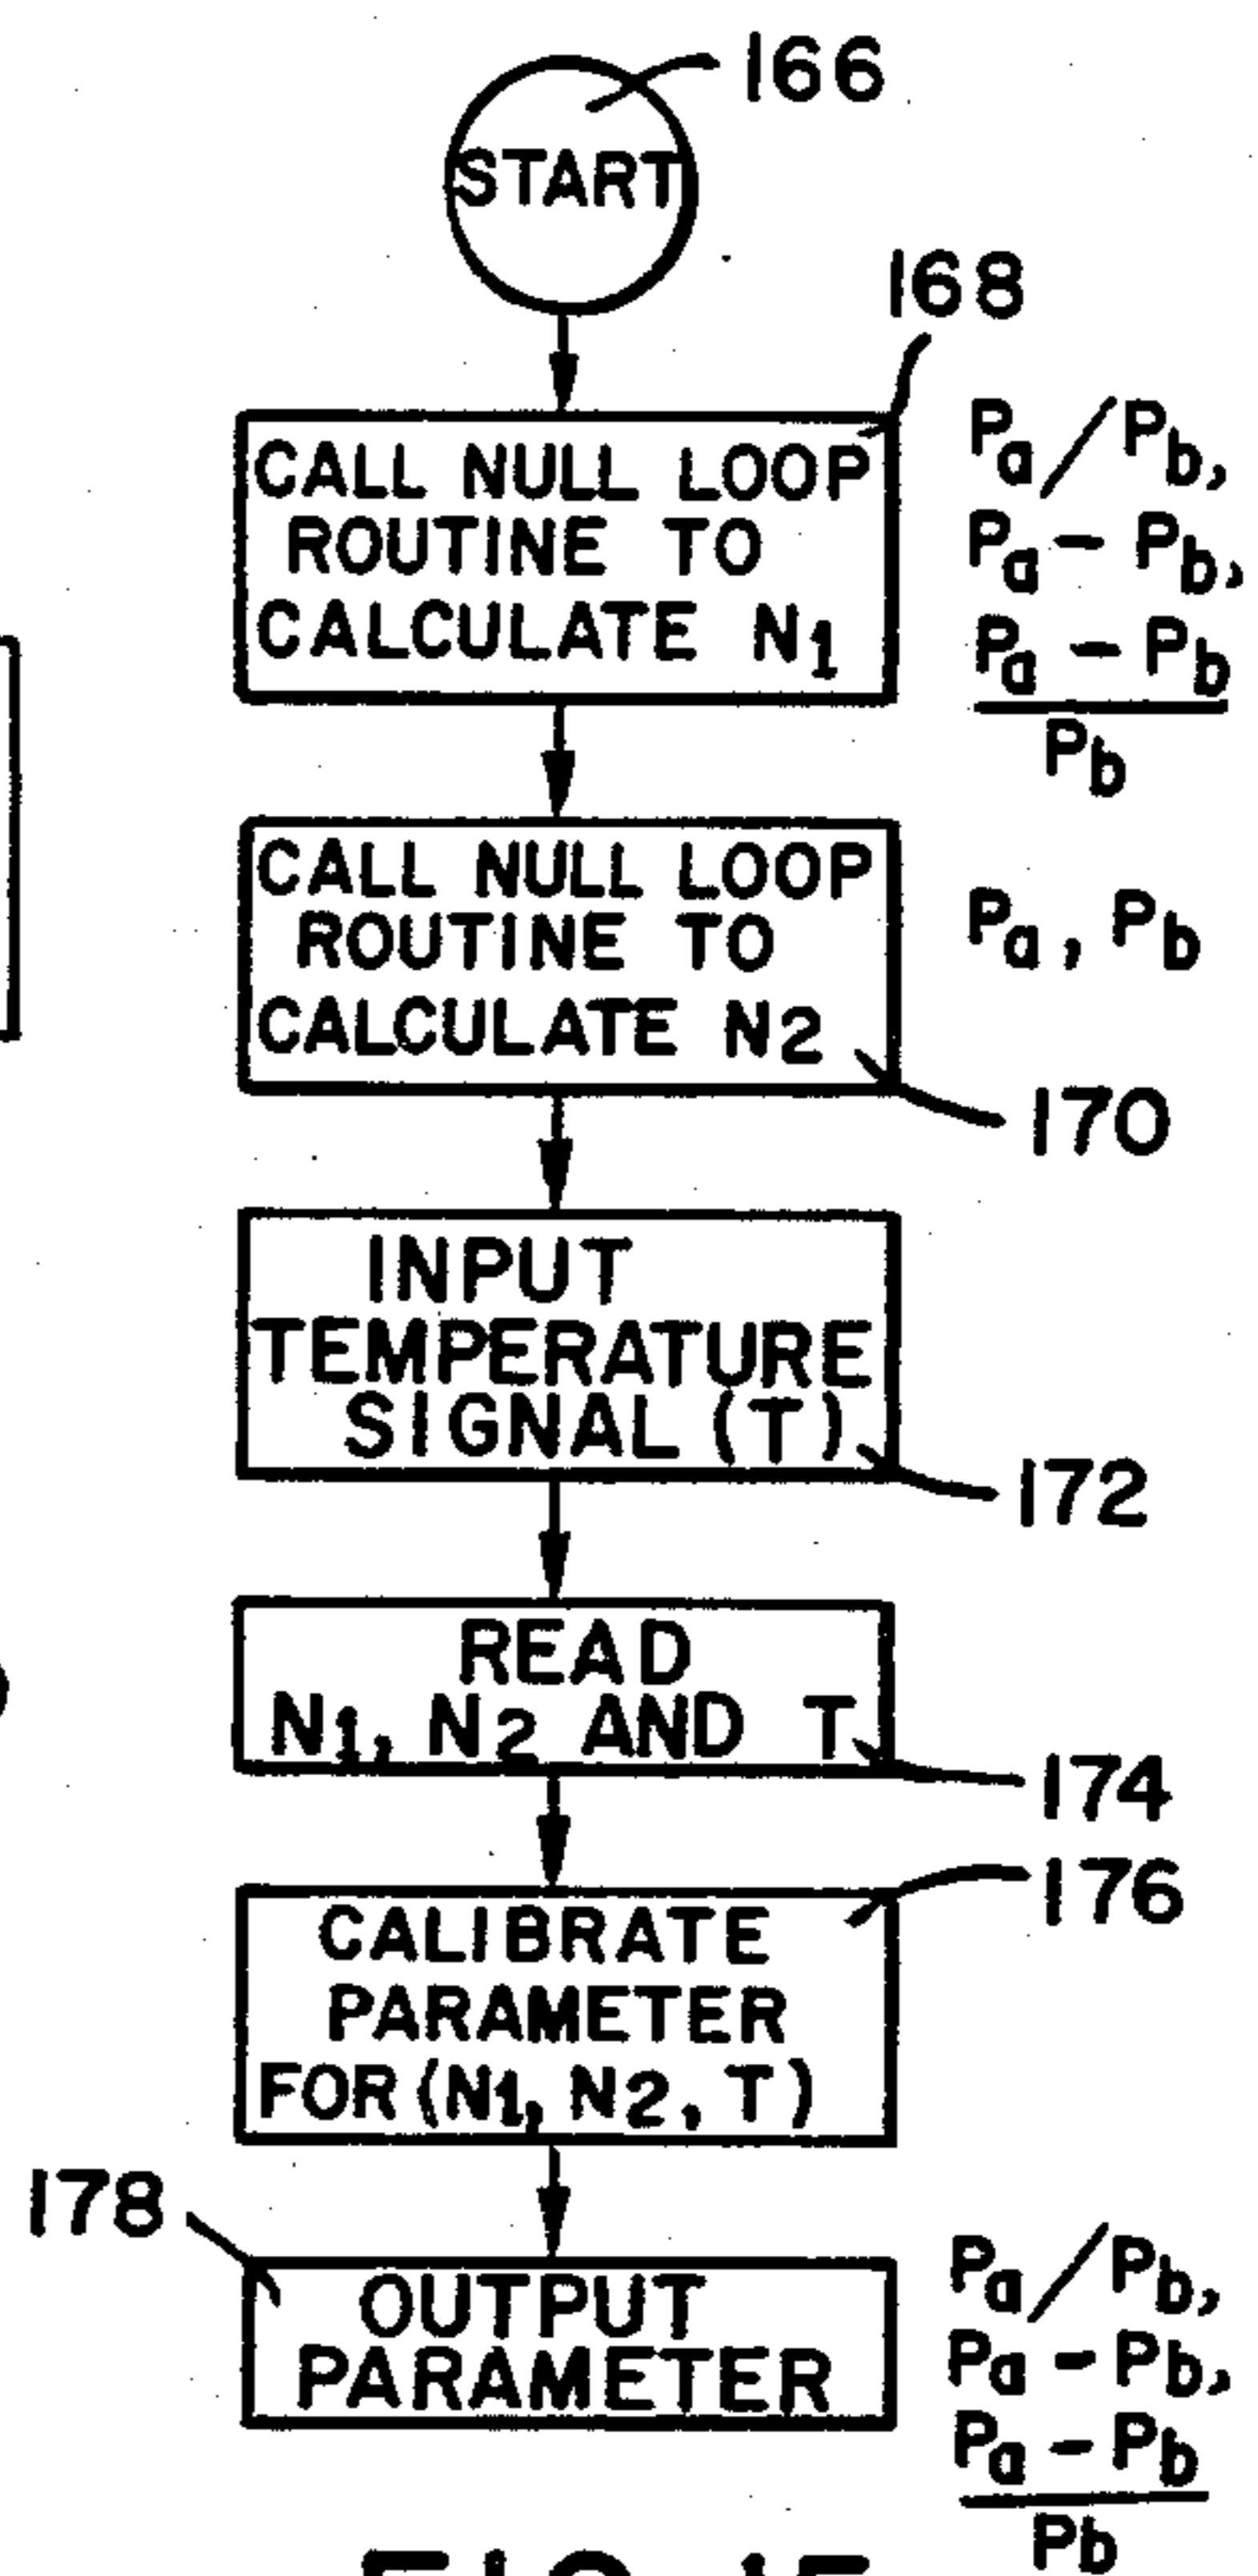 166
START
168
CALL NULL LOOP
ROUTINE TO
CALCULATE N1
Pa/Pb,
Pa - Pb,
Pa - Pb
Pb
CALL NULL LOOP
ROUTINE TO
CALCULATE N2
Pa, Pb
170
INPUT
TEMPERATURE
SIGNAL (T)
172
READ
N1, N2 AND T
174
176
CALIBRATE
PARAMETER
FOR (N1, N2, T)
178
OUTPUT
PARAMETER
Pa/Pb,
Pa - Pb,
Pa - Pb
Pb